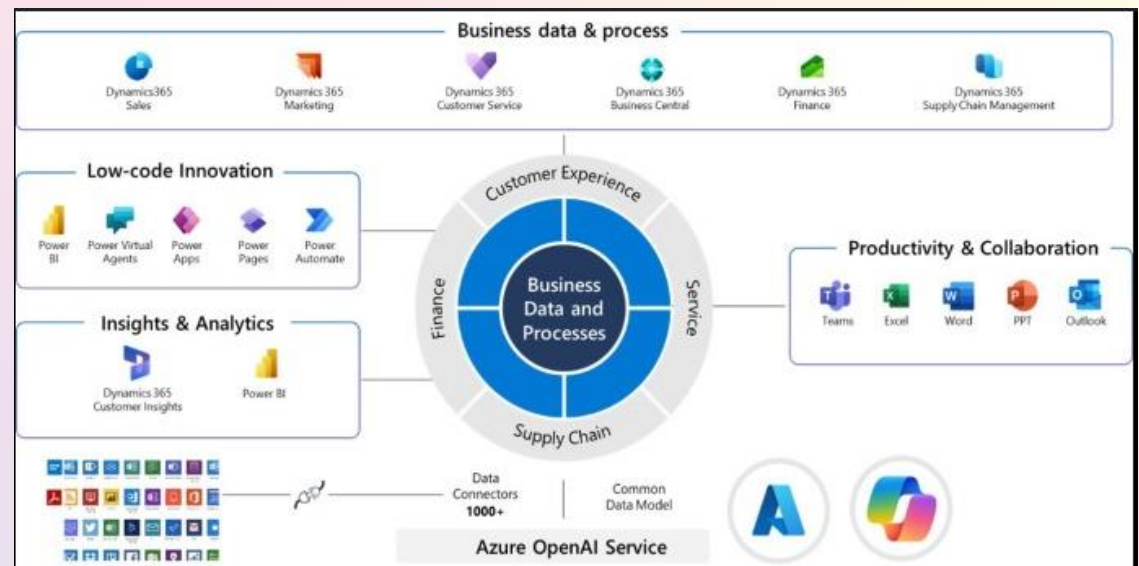 Business data & process
Dynamics365
Sales
Dynamics 365
Marketing
Dynamics 365
Customer Service
Dynamics 365
Business Central
Dynamics 365
Finance
Dynamics 365
Supply Chain Management
Low-code Innovation
Power
BI
Power Virtual
Agents
Power
Apps
Power
Pages
Power
Automate
Insights & Analytics
Dynamics 365
Customer Insights
Power BI
Customer Experience
Finance
Service
Supply Chain
Business
Data and
Processes
Productivity & Collaboration
Teams
Excel
Word
PPT
Outlook
Data
Connectors
1000+
Common
Data Model
Azure OpenAI Service